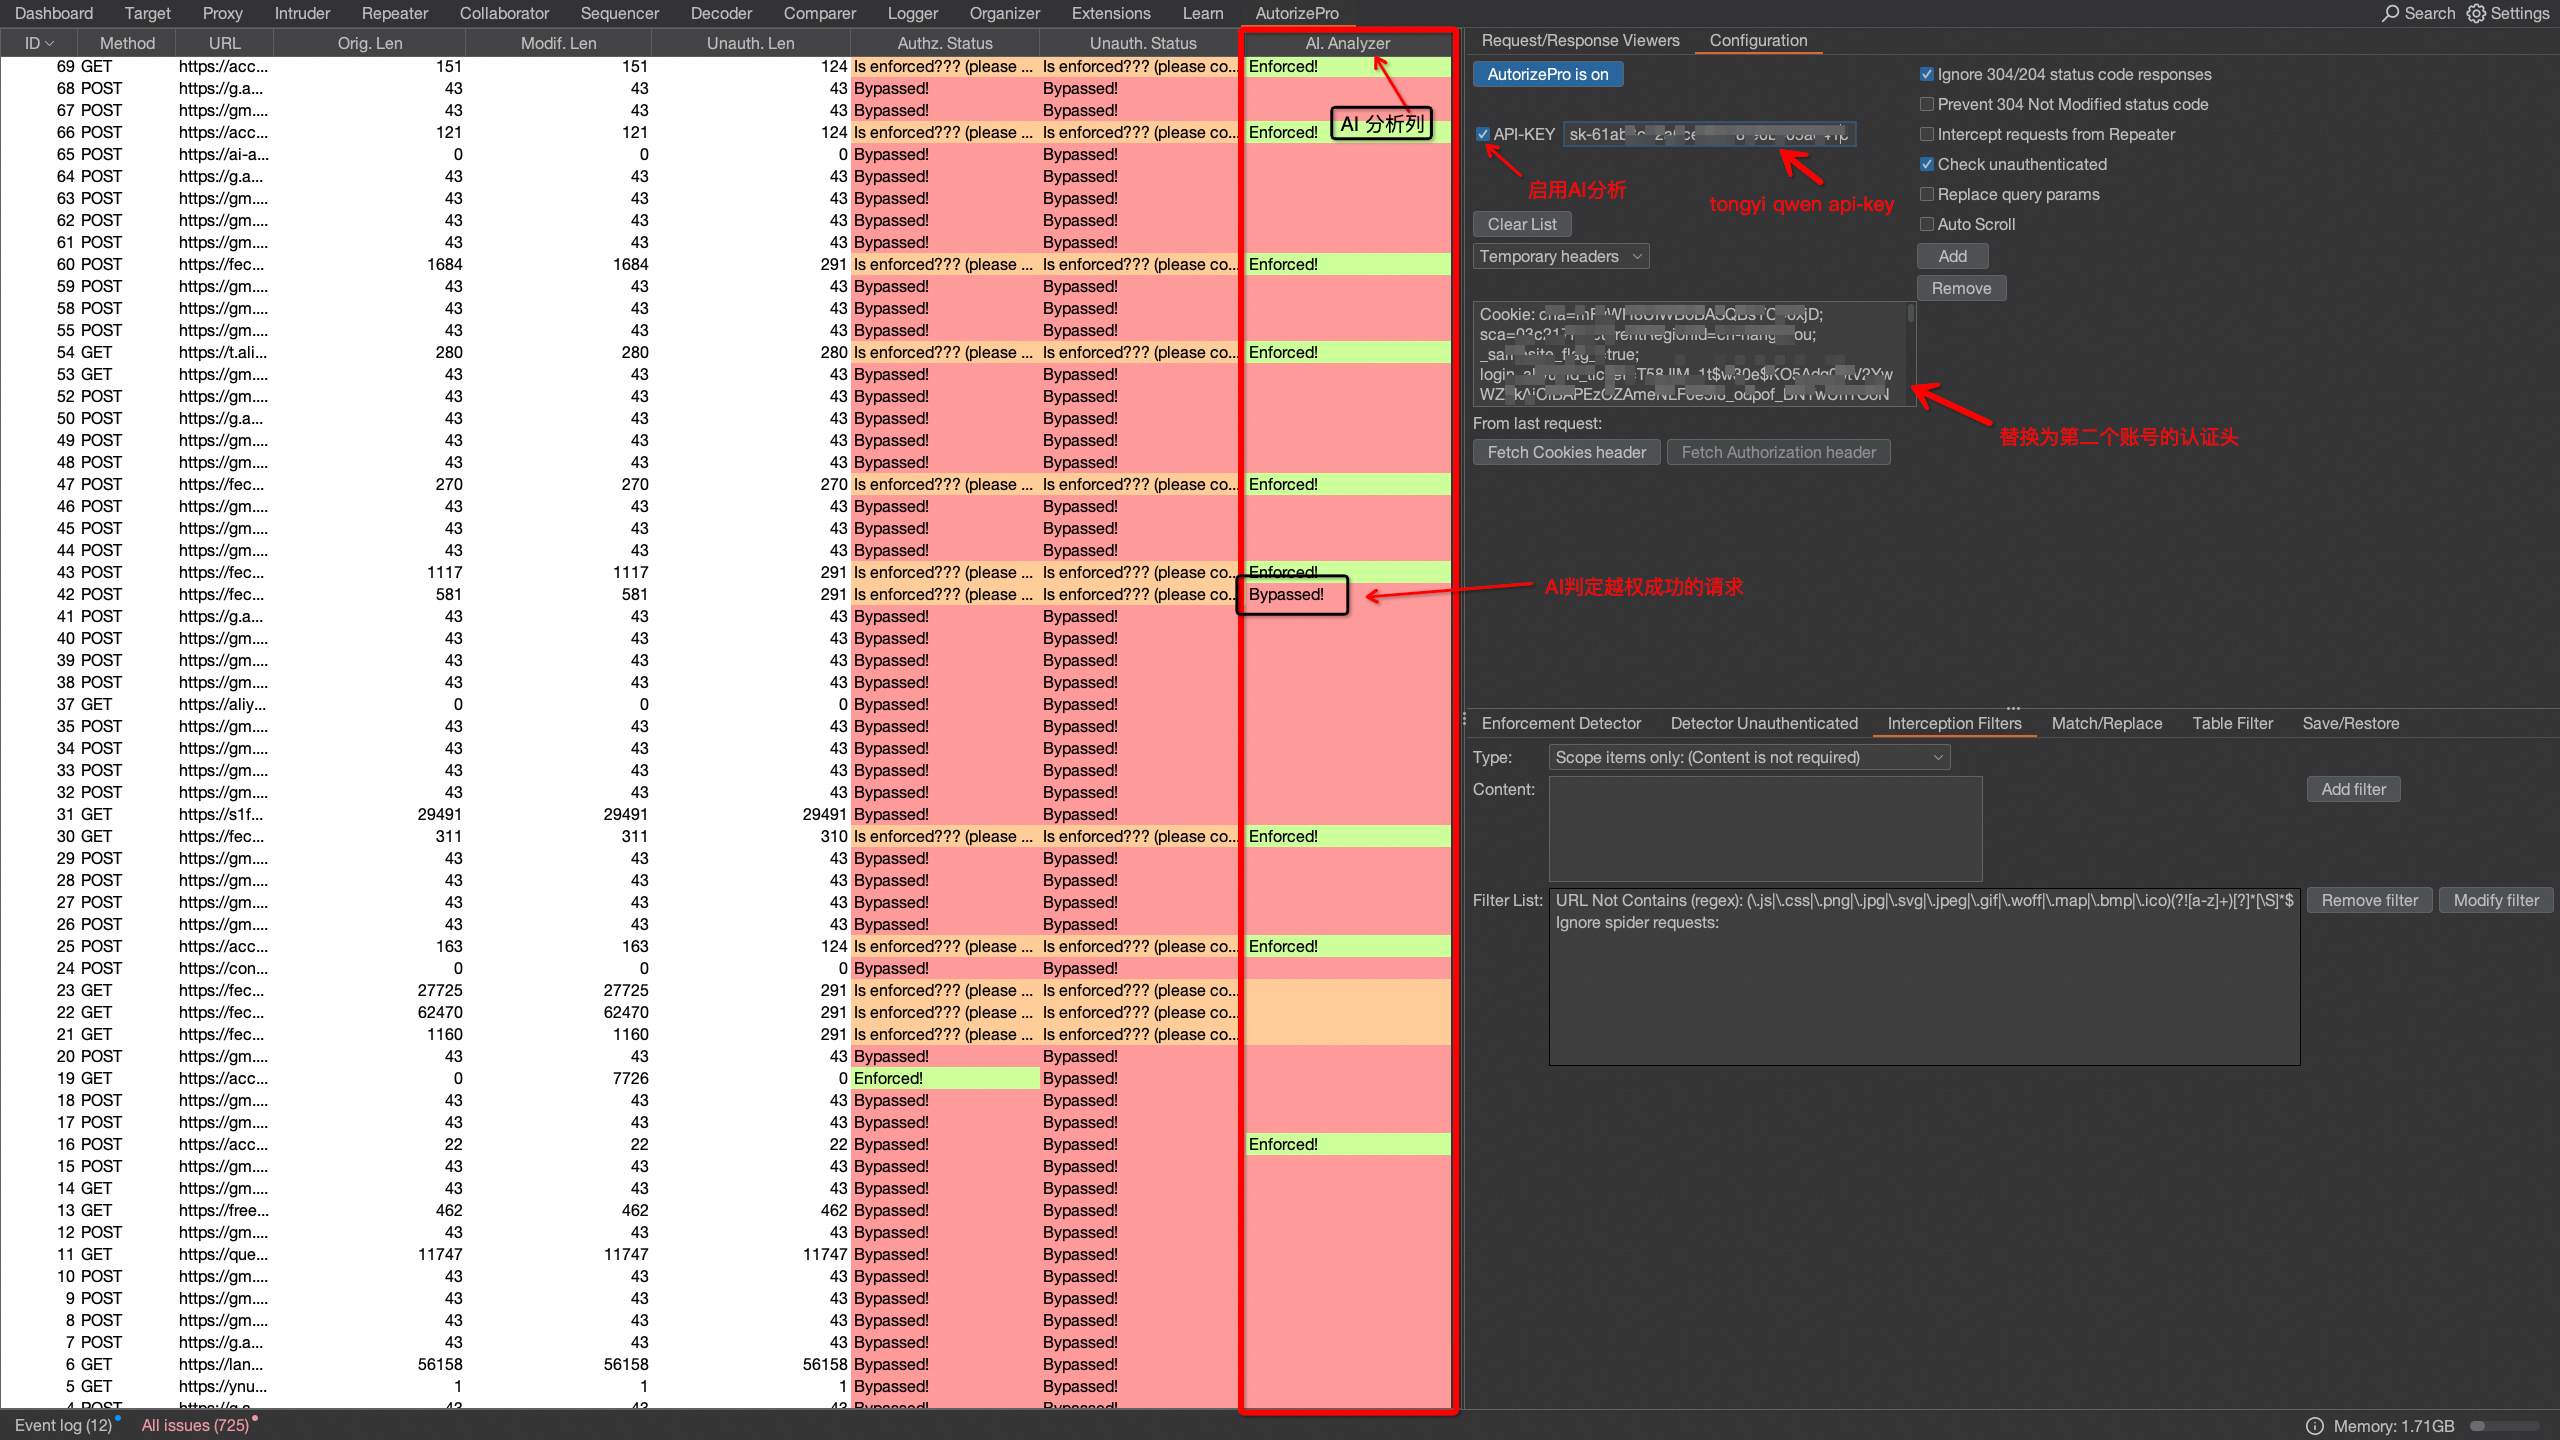 Dashboard Target Proxy Intruder Repeater Collaborator Sequencer Decoder Comparer Logger Organizer Extensions Learn AutorizePro Search Settings
ID Method URL Orig. Len Modif. Len Unauth. Len Authz. Status Unauth. Status AI. Analyzer
69 GET https://acc... 151 151 124 Is enforced??? (please ... Is enforced??? (please co... Enforced!
68 POST https://g.a... 43 43 43 Bypassed! Bypassed!
67 POST https://gm.... 43 43 43 Bypassed! Bypassed!
66 POST https://acc... 121 121 124 Is enforced??? (please ... Is enforced??? (please co... Enforced!
65 POST https://ai-a... 0 0 0 Bypassed! Bypassed!
64 POST https://g.a... 43 43 43 Bypassed! Bypassed!
63 POST https://gm.... 43 43 43 Bypassed! Bypassed!
62 POST https://gm.... 43 43 43 Bypassed! Bypassed!
61 POST https://gm.... 43 43 43 Bypassed! Bypassed!
60 POST https://fec... 1684 1684 291 Is enforced??? (please ... Is enforced??? (please co... Enforced!
59 POST https://gm.... 43 43 43 Bypassed! Bypassed!
58 POST https://gm.... 43 43 43 Bypassed! Bypassed!
55 POST https://gm.... 43 43 43 Bypassed! Bypassed!
54 GET https://t.ali... 280 280 280 Is enforced??? (please ... Is enforced??? (please co... Enforced!
53 GET https://gm.... 43 43 43 Bypassed! Bypassed!
52 POST https://gm.... 43 43 43 Bypassed! Bypassed!
50 POST https://g.a... 43 43 43 Bypassed! Bypassed!
49 POST https://gm.... 43 43 43 Bypassed! Bypassed!
48 POST https://gm.... 43 43 43 Bypassed! Bypassed!
47 POST https://fec... 270 270 270 Is enforced??? (please ... Is enforced??? (please co... Enforced!
46 POST https://gm.... 43 43 43 Bypassed! Bypassed!
45 POST https://gm.... 43 43 43 Bypassed! Bypassed!
44 POST https://gm.... 43 43 43 Bypassed! Bypassed!
43 POST https://fec... 1117 1117 291 Is enforced??? (please ... Is enforced??? (please co... Enforced!
42 POST https://fec... 581 581 291 Is enforced??? (please ... Is enforced??? (please co... Bypassed!
41 POST https://g.a... 43 43 43 Bypassed! Bypassed!
40 POST https://gm.... 43 43 43 Bypassed! Bypassed!
39 POST https://gm.... 43 43 43 Bypassed! Bypassed!
38 POST https://gm.... 43 43 43 Bypassed! Bypassed!
37 GET https://aliy... 0 0 0 Bypassed! Bypassed!
35 POST https://gm.... 43 43 43 Bypassed! Bypassed!
34 POST https://gm.... 43 43 43 Bypassed! Bypassed!
33 POST https://gm.... 43 43 43 Bypassed! Bypassed!
32 POST https://gm.... 43 43 43 Bypassed! Bypassed!
31 GET https://s1f... 29491 29491 29491 Bypassed! Bypassed!
30 GET https://fec... 311 311 310 Is enforced??? (please ... Is enforced??? (please co... Enforced!
29 POST https://gm.... 43 43 43 Bypassed! Bypassed!
28 POST https://gm.... 43 43 43 Bypassed! Bypassed!
27 POST https://gm.... 43 43 43 Bypassed! Bypassed!
26 POST https://gm.... 43 43 43 Bypassed! Bypassed!
25 POST https://acc... 163 163 124 Is enforced??? (please ... Is enforced??? (please co... Enforced!
24 POST https://con... 0 0 0 Bypassed! Bypassed!
23 GET https://fec... 27725 27725 291 Is enforced??? (please ... Is enforced??? (please co...
22 GET https://fec... 62470 62470 291 Is enforced??? (please ... Is enforced??? (please co...
21 GET https://fec... 1160 1160 291 Is enforced??? (please ... Is enforced??? (please co...
20 POST https://gm.... 43 43 43 Bypassed! Bypassed!
19 GET https://acc... 0 7726 0 Enforced! Bypassed!
18 POST https://gm.... 43 43 43 Bypassed! Bypassed!
17 POST https://gm.... 43 43 43 Bypassed! Bypassed!
16 POST https://acc... 22 22 22 Bypassed! Bypassed! Enforced!
15 POST https://gm.... 43 43 43 Bypassed! Bypassed!
14 GET https://gm.... 43 43 43 Bypassed! Bypassed!
13 GET https://free... 462 462 462 Bypassed! Bypassed!
12 POST https://gm.... 43 43 43 Bypassed! Bypassed!
11 GET https://que... 11747 11747 11747 Bypassed! Bypassed!
10 POST https://gm.... 43 43 43 Bypassed! Bypassed!
9 POST https://gm.... 43 43 43 Bypassed! Bypassed!
8 POST https://gm.... 43 43 43 Bypassed! Bypassed!
7 POST https://g.a... 43 43 43 Bypassed! Bypassed!
6 GET https://lan... 56158 56158 56158 Bypassed! Bypassed!
5 GET https://ynu... 1 1 1 Bypassed! Bypassed!
AI 分析列
Request/Response Viewers Configuration
AutorizePro is on
API-KEY
启用AI分析
tongyi qwen api-key
Clear List
Temporary headers
Cookie:
From last request:
Fetch Cookies header Fetch Authorization header
替换为第二个账号的认证头
AI判定越权成功的请求
Ignore 304/204 status code responses
Prevent 304 Not Modified status code
Intercept requests from Repeater
Check unauthenticated
Replace query params
Auto Scroll
Add
Remove
Enforcement Detector Detector Unauthenticated Interception Filters Match/Replace Table Filter Save/Restore
Type: Scope items only: (Content is not required)
Content: Add filter
Filter List: URL Not Contains (regex): (\.js|\.css|\.png|\.jpg|\.svg|\.jpeg|\.gif|\.woff|\.map|\.bmp|\.ico)(?![a-z]+)[?]*[\S]*$ Remove filter Modify filter
Ignore spider requests:
Event log (12) All issues (725) Memory: 1.71GB